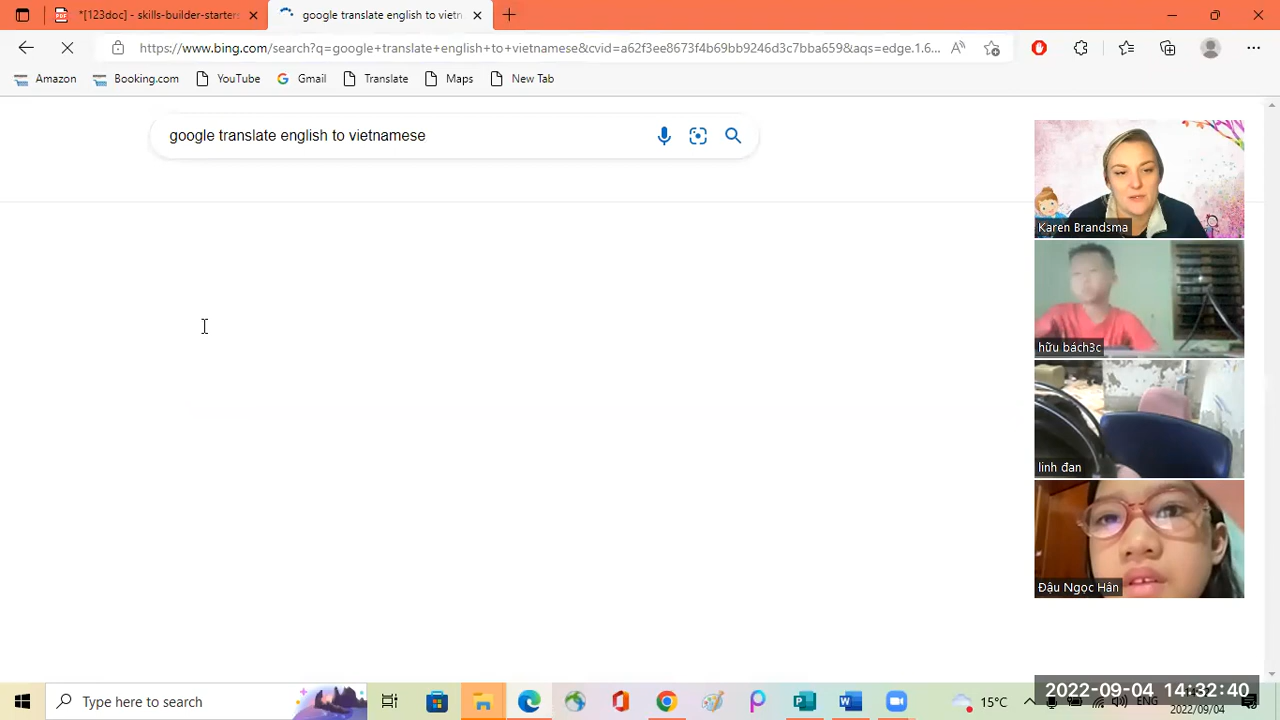 *[123doc] - skills-builder-starters
google translate english to vietn
https://www.bing.com/search?q=google+translate+english+to+vietnamese&cvid=a62f3ee8673f4b69bb9246d3c7bba659&aqs=edge.1.6...
Amazon
Booking.com
YouTube
Gmail
Translate
Maps
New Tab
google translate english to vietnamese
Karen Brandsma
hữu bách3c
linh đan
Đậu Ngọc Hân
Type here to search
15°C
ENG
2022-09-04 14:32:40
2022/09/04